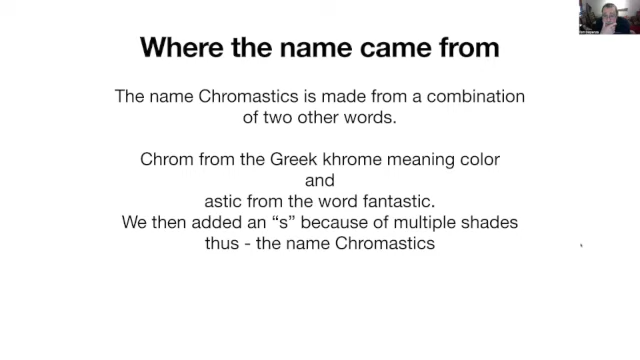 Where the name came from
The name Chromastics is made from a combination
of two other words.
Chrom from the Greek khrome meaning color
and
astic from the word fantastic.
We then added an “s” because of multiple shades
thus - the name Chromastics